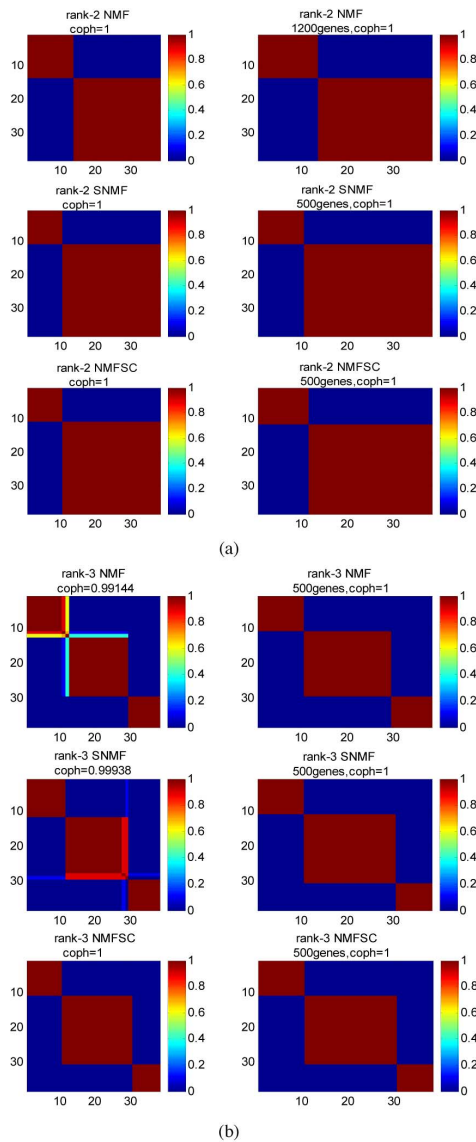 rank-2 NMF
coph=1
10
20
30
10 20 30
1
0.8
0.6
0.4
0.2
0
1200genes,coph=1
rank-2 NMF
10
20
30
10 20 30
1
0.8
0.6
0.4
0.2
0
rank-2 SNMF
coph=1
10
20
30
10 20 30
1
0.8
0.6
0.4
0.2
0
rank-2 SNMF
500genes,coph=1
10
20
30
10 20 30
1
0.8
0.6
0.4
0.2
0
rank-2 NMFSC
coph=1
10
20
30
10 20 30
1
0.8
0.6
0.4
0.2
0
rank-2 NMFSC
500genes,coph=1
10
20
30
10 20 30
1
0.8
0.6
0.4
0.2
0
(a)
rank-3 NMF
coph=0.99144
10
20
30
10 20 30
1
0.8
0.6
0.4
0.2
0
rank-3 NMF
500genes,coph=1
10
20
30
10 20 30
1
0.8
0.6
0.4
0.2
0
rank-3 SNMF
coph=0.99938
10
20
30
10 20 30
1
0.8
0.6
0.4
0.2
0
rank-3 SNMF
500genes,coph=1
10
20
30
10 20 30
1
0.8
0.6
0.4
0.2
0
rank-3 NMFSC
coph=1
10
20
30
10 20 30
1
0.8
0.6
0.4
0.2
0
rank-3 NMFSC
500genes,coph=1
10
20
30
10 20 30
1
0.8
0.6
0.4
0.2
0
(b)